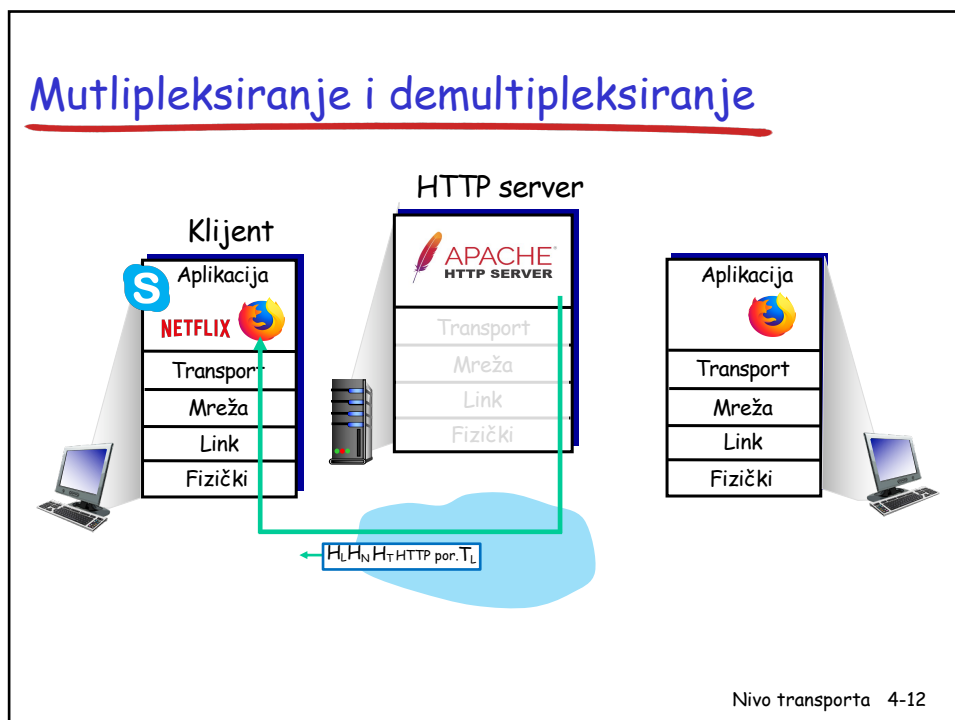 Mutlipleksiranje i demultipleksiranje
HTTP server
Klijent
APACHE
HTTP SERVER
S
Aplikacija
NETFLIX
Transport
Mreža
Link
Fizički
Transport
Mreža
Link
Fizički
Aplikacija
Transport
Mreža
Link
Fizički
HLHNHTHTTP por.TL
Nivo transporta 4-12